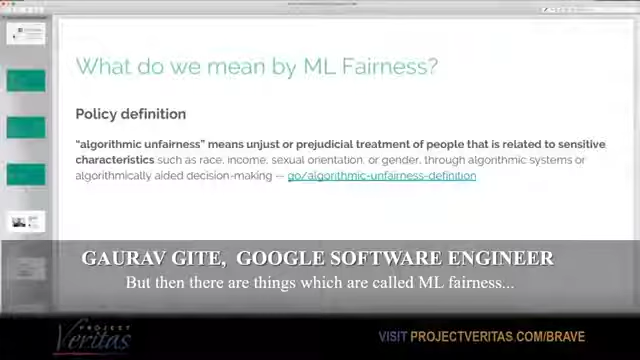 What do we mean by ML Fairness?
Policy definition
“algorithmic unfairness” means unjust or prejudicial treatment of people that is related to sensitive
characteristics such as race, income, sexual orientation, or gender, through algorithmic systems or
algorithmically aided decision-making — go/algorithmic-unfairness-definition
GAURAV GITE, GOOGLE SOFTWARE ENGINEER
But then there are things which are called ML fairness...
PROJECT
Veritas
VISIT PROJECTVERITAS.COM/BRAVE